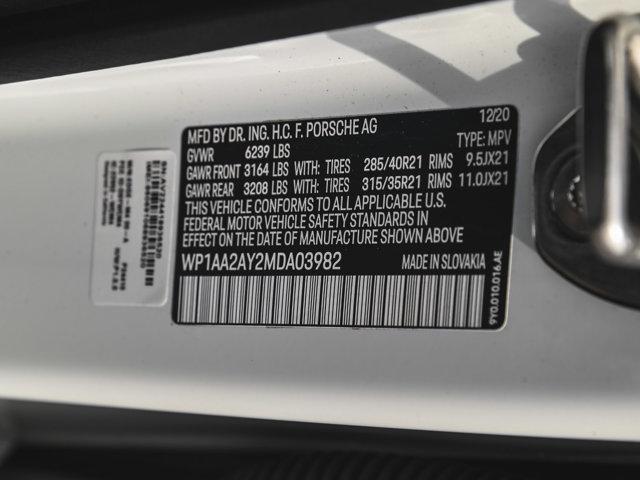 12/20
MFD BY DR. ING. H.C. F. PORSCHE AG
GVWR 6239 LBS TYPE: MPV
GAWR FRONT 3164 LBS WITH: TIRES 285/40R21 RIMS 9.5JX21
GAWR REAR 3208 LBS WITH: TIRES 315/35R21 RIMS 11.0JX21
THIS VEHICLE CONFORMS TO ALL APPLICABLE U.S.
FEDERAL MOTOR VEHICLE SAFETY STANDARDS IN
EFFECT ON THE DATE OF MANUFACTURE SHOWN ABOVE.
WP1AA2AY2MDA03982 MADE IN SLOVAKIA
9Y0.010.016.AE